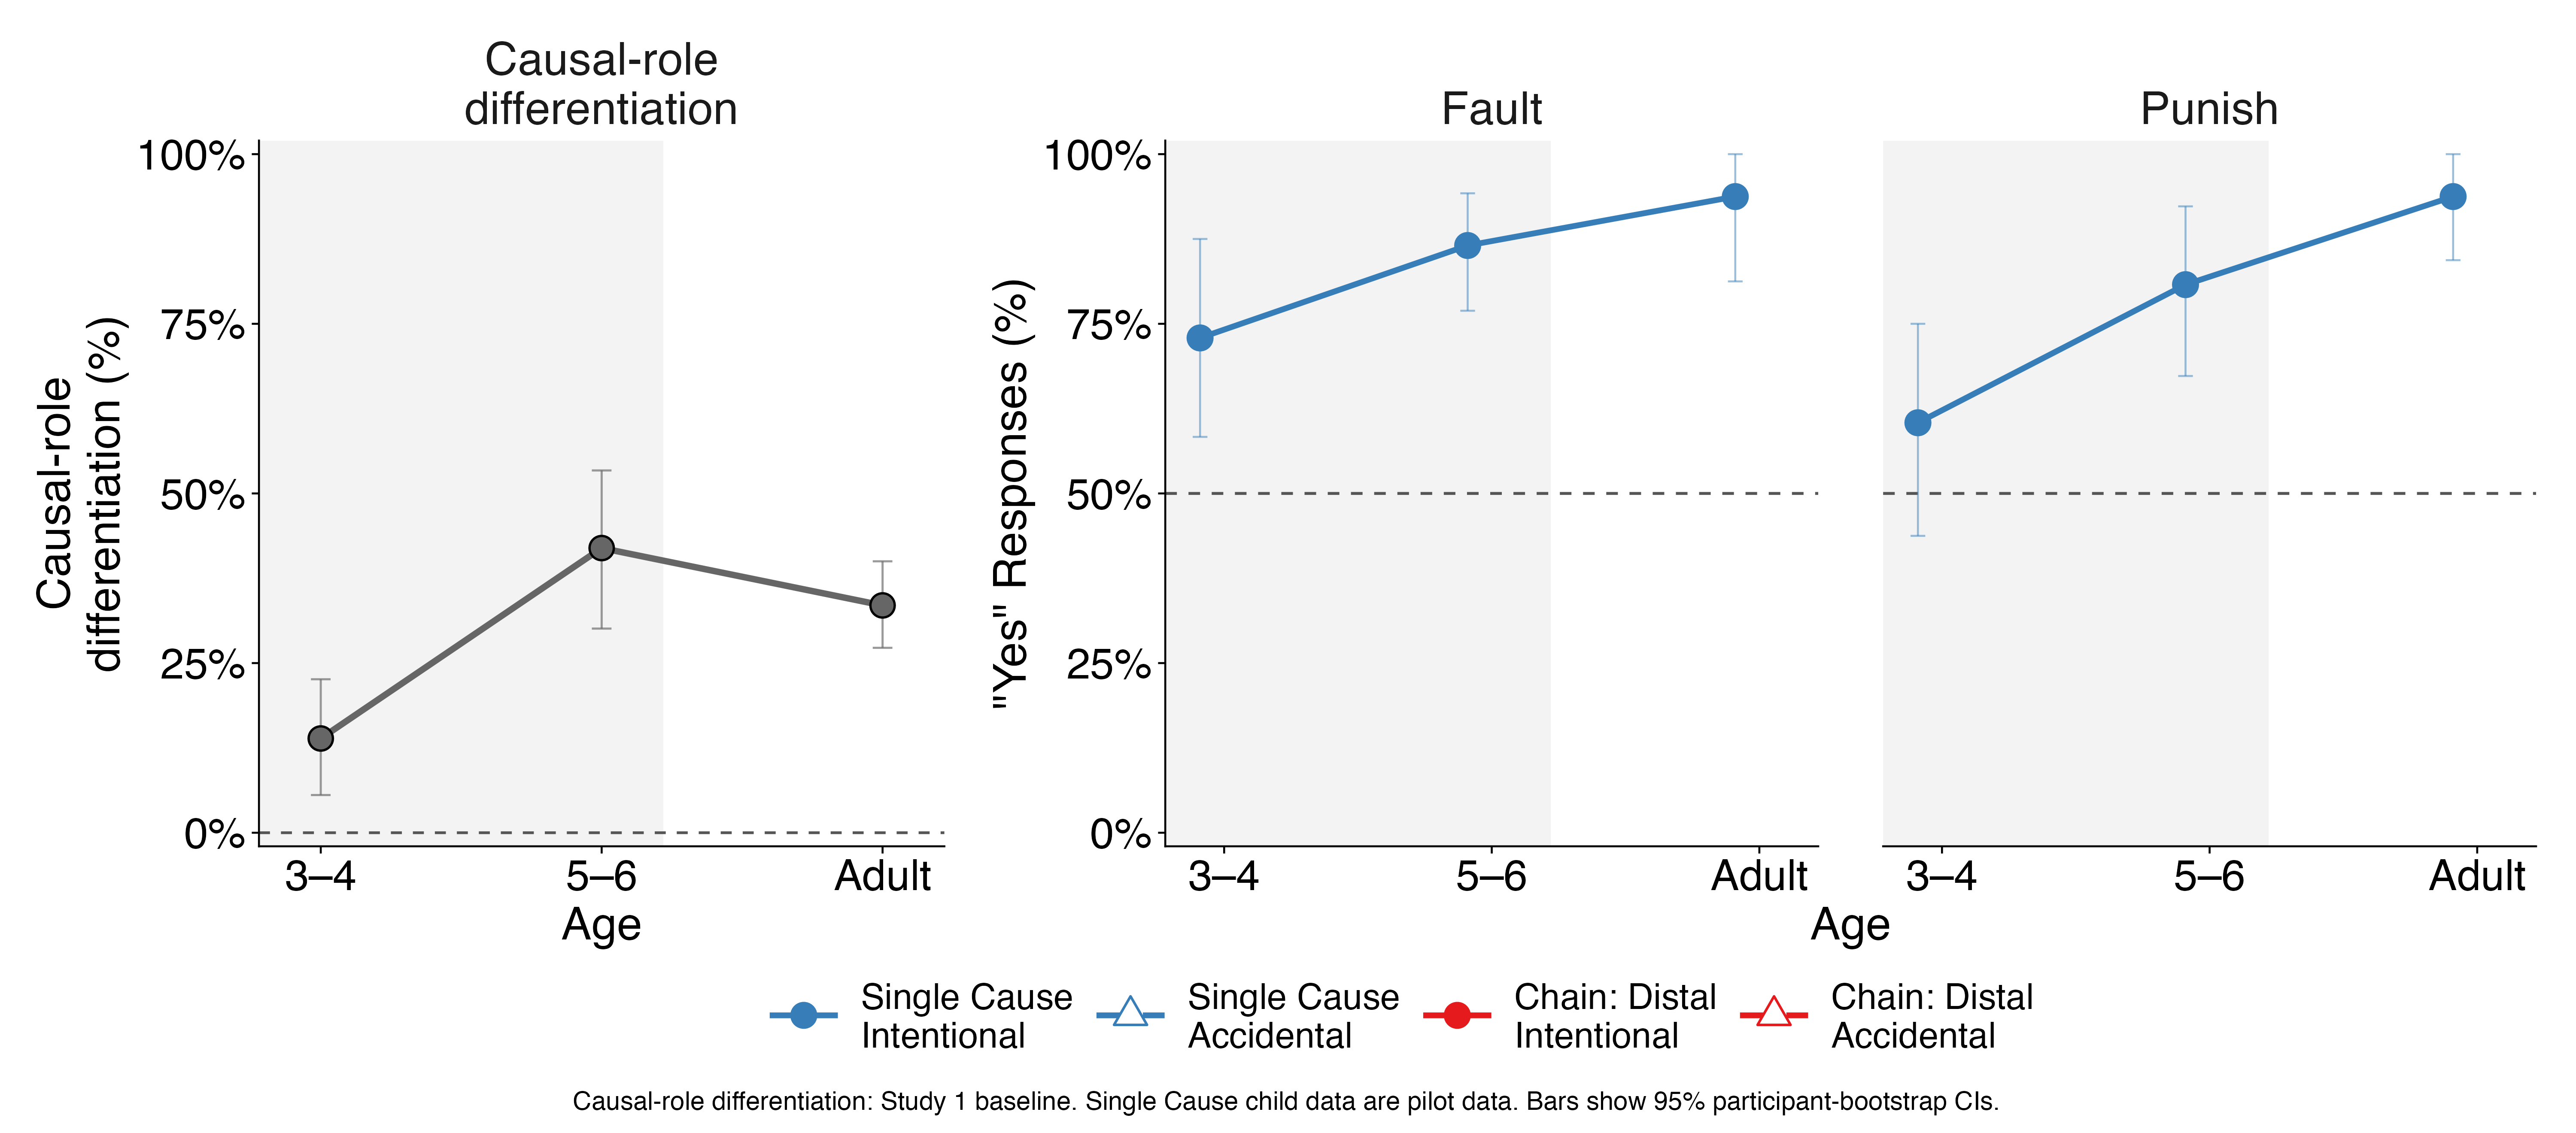 Causal-role
differentiation
Fault
Punish
Causal-role
differentiation (%)
100%
75%
50%
25%
0%
3–4
5–6
Adult
Age
"Yes" Responses (%)
100%
75%
50%
25%
0%
3–4
5–6
Adult
3–4
5–6
Adult
Age
Single Cause
Intentional
Single Cause
Accidental
Chain: Distal
Intentional
Chain: Distal
Accidental
Causal-role differentiation: Study 1 baseline. Single Cause child data are pilot data. Bars show 95% participant-bootstrap CIs.